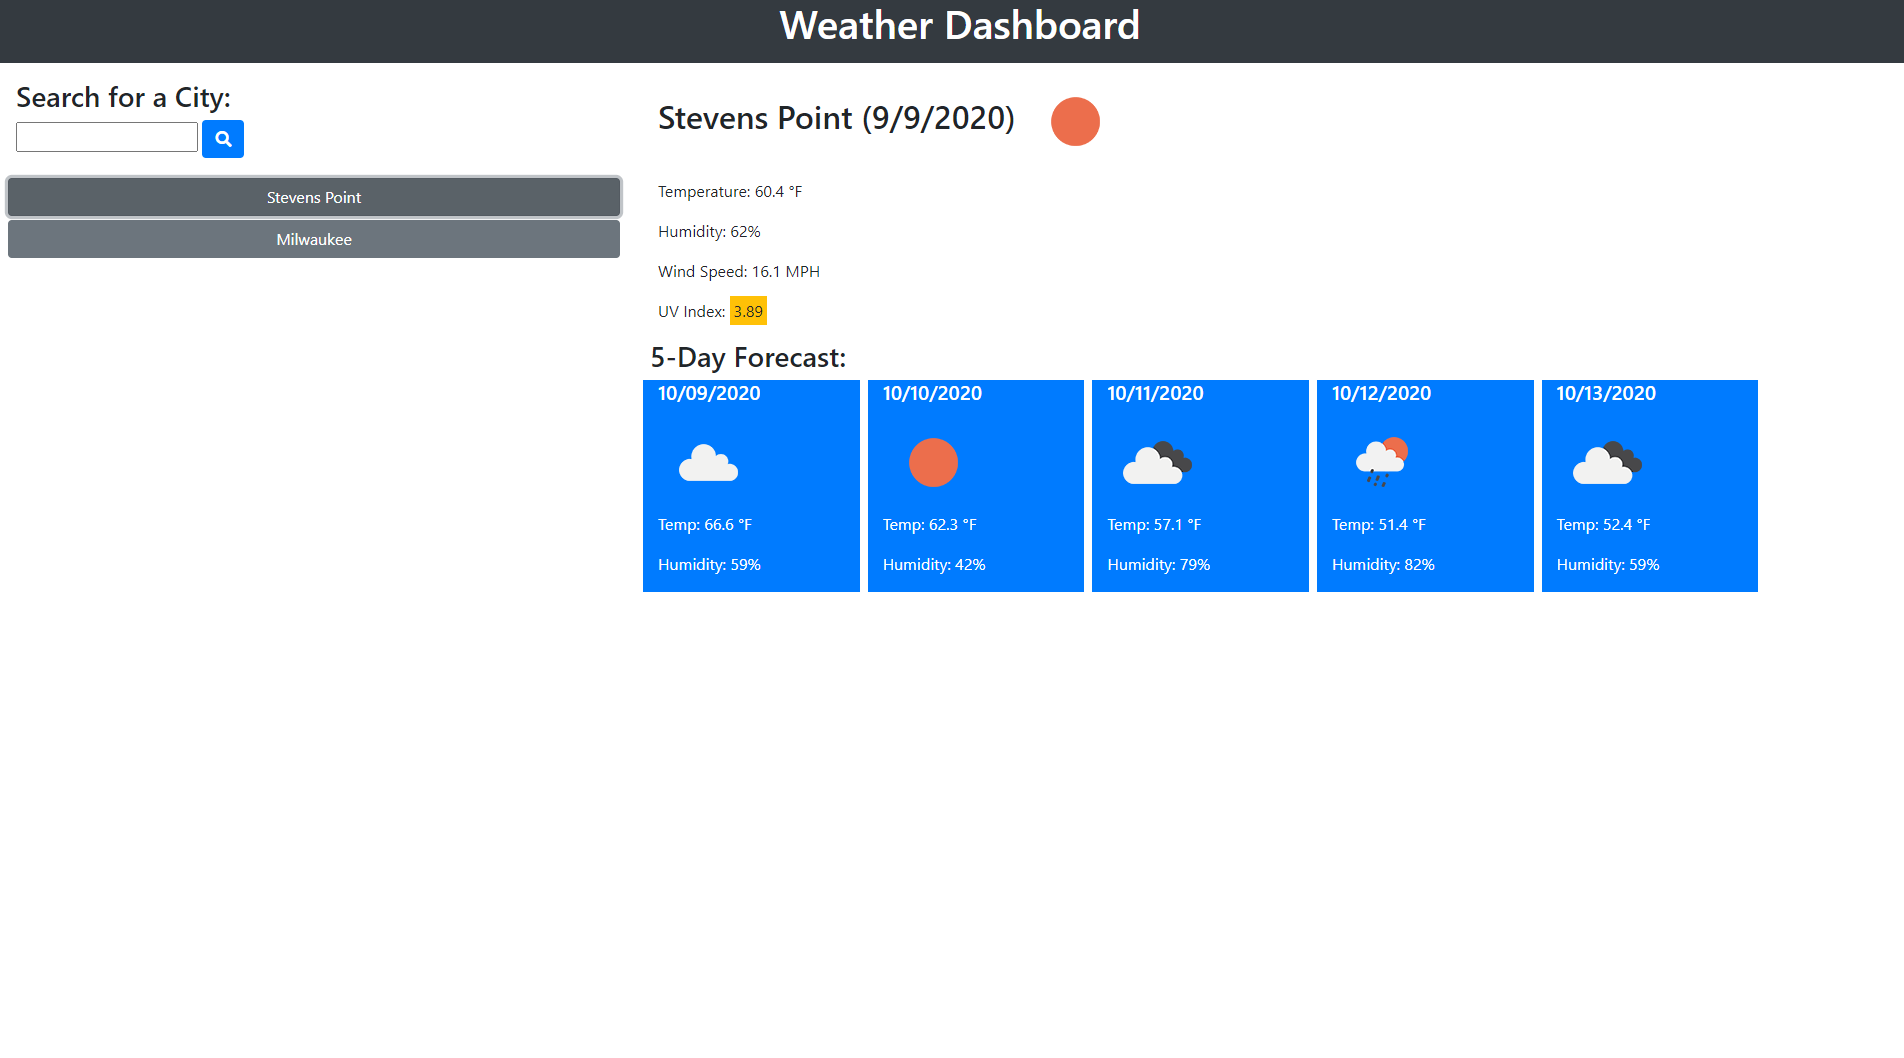 Weather Dashboard
Search for a City:
Stevens Point
Milwaukee
Stevens Point (9/9/2020)
Temperature: 60.4 °F
Humidity: 62%
Wind Speed: 16.1 MPH
UV Index: 3.89
5-Day Forecast:
10/09/2020
Temp: 66.6 °F
Humidity: 59%
10/10/2020
Temp: 62.3 °F
Humidity: 42%
10/11/2020
Temp: 57.1 °F
Humidity: 79%
10/12/2020
Temp: 51.4 °F
Humidity: 82%
10/13/2020
Temp: 52.4 °F
Humidity: 59%